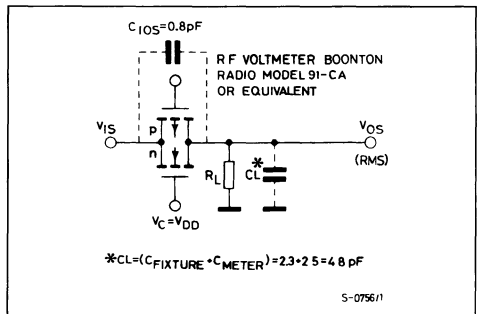 CIOS=0.8pF
RF VOLTMETER BOONTON
RADIO MODEL 91-CA
OR EQUIVALENT
VIS
p
n
VOS
(RMS)
RL
*
CL
VC=VDD
*CL=(CFIXTURE+CMETER)=2.3+2.5=4.8 pF
S-0756/1